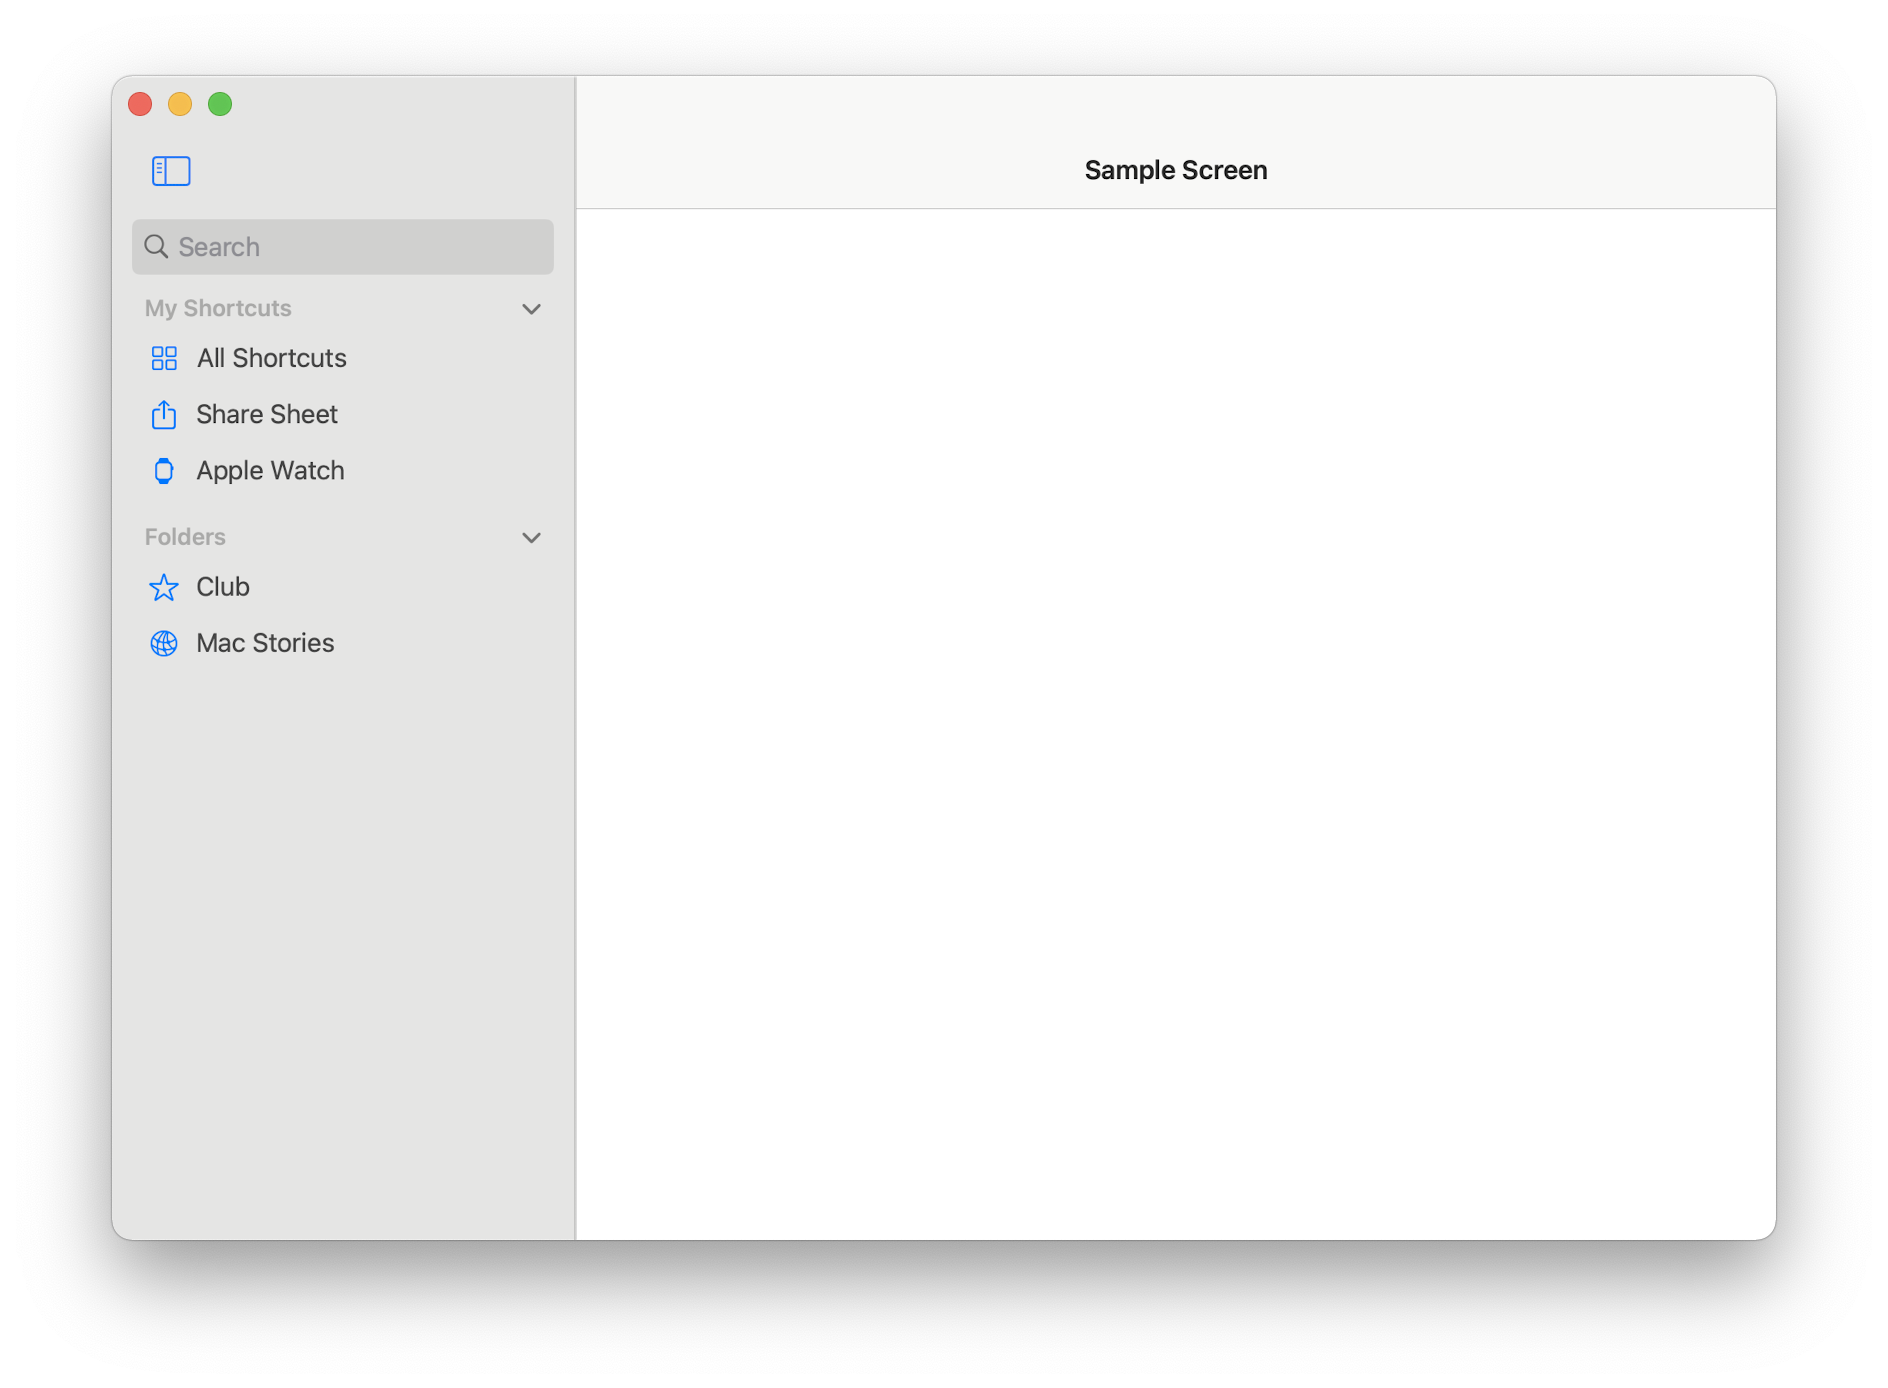 Sample Screen
Search
My Shortcuts
All Shortcuts
Share Sheet
Apple Watch
Folders
Club
Mac Stories